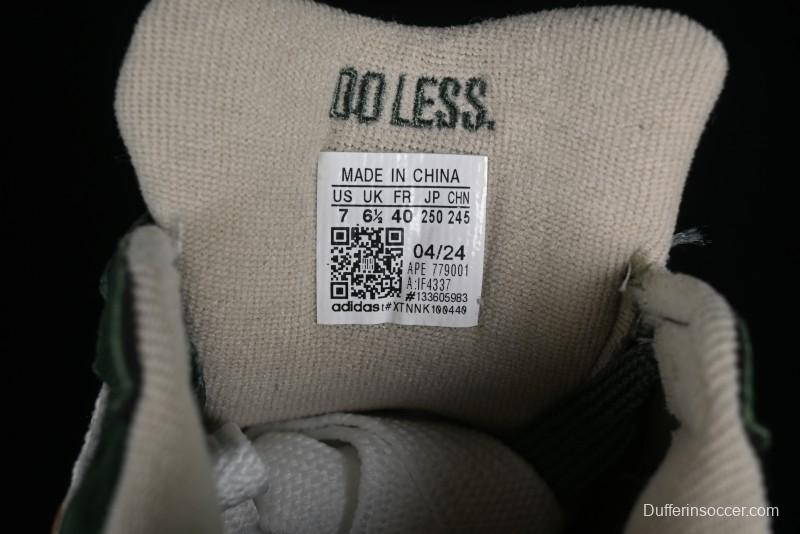 DO LESS.
MADE IN CHINA
US UK FR JP CHN
7 6½ 40 250 245
04/24
APE 779001
A:IF4337
#133605983
adidas t# XTNNK100440
Dufferinsoccer.com